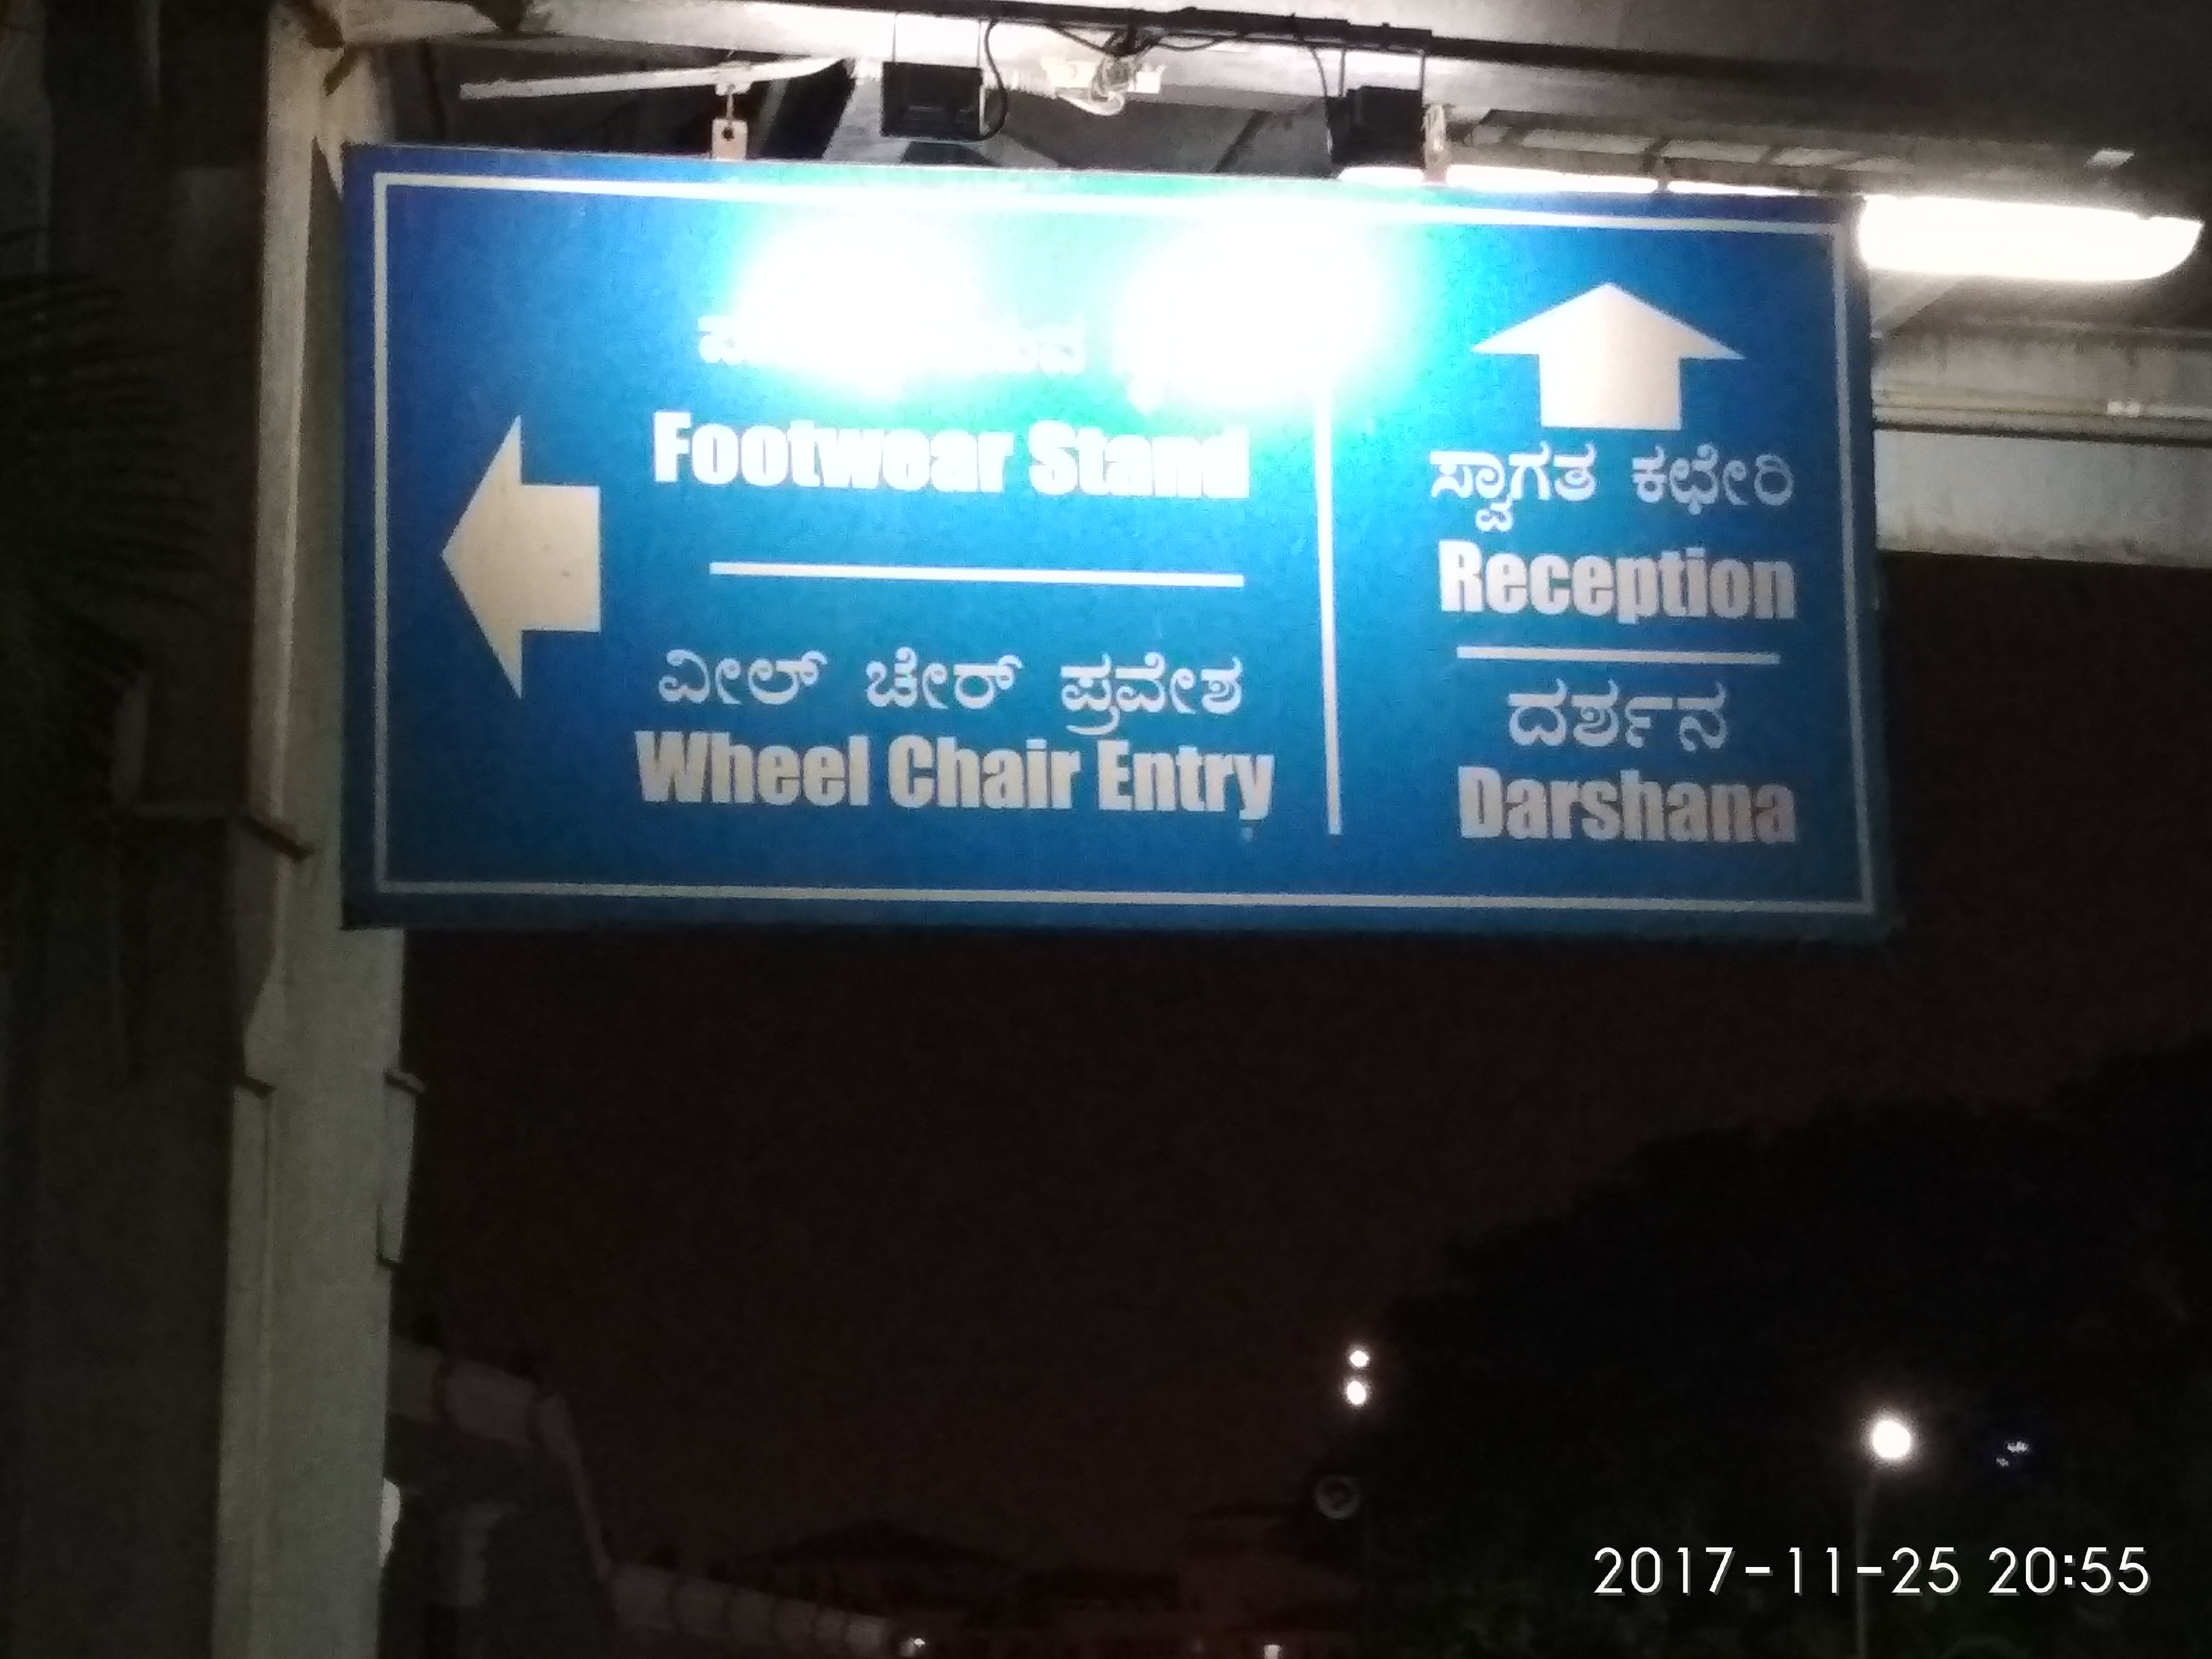 Footwear Stand
ವೀಲ್ ಚೇರ್ ಪ್ರವೇಶ
Wheel Chair Entry
ಸ್ವಾಗತ ಕಛೇರಿ
Reception
ದರ್ಶನ
Darshana
2017-11-25 20:55